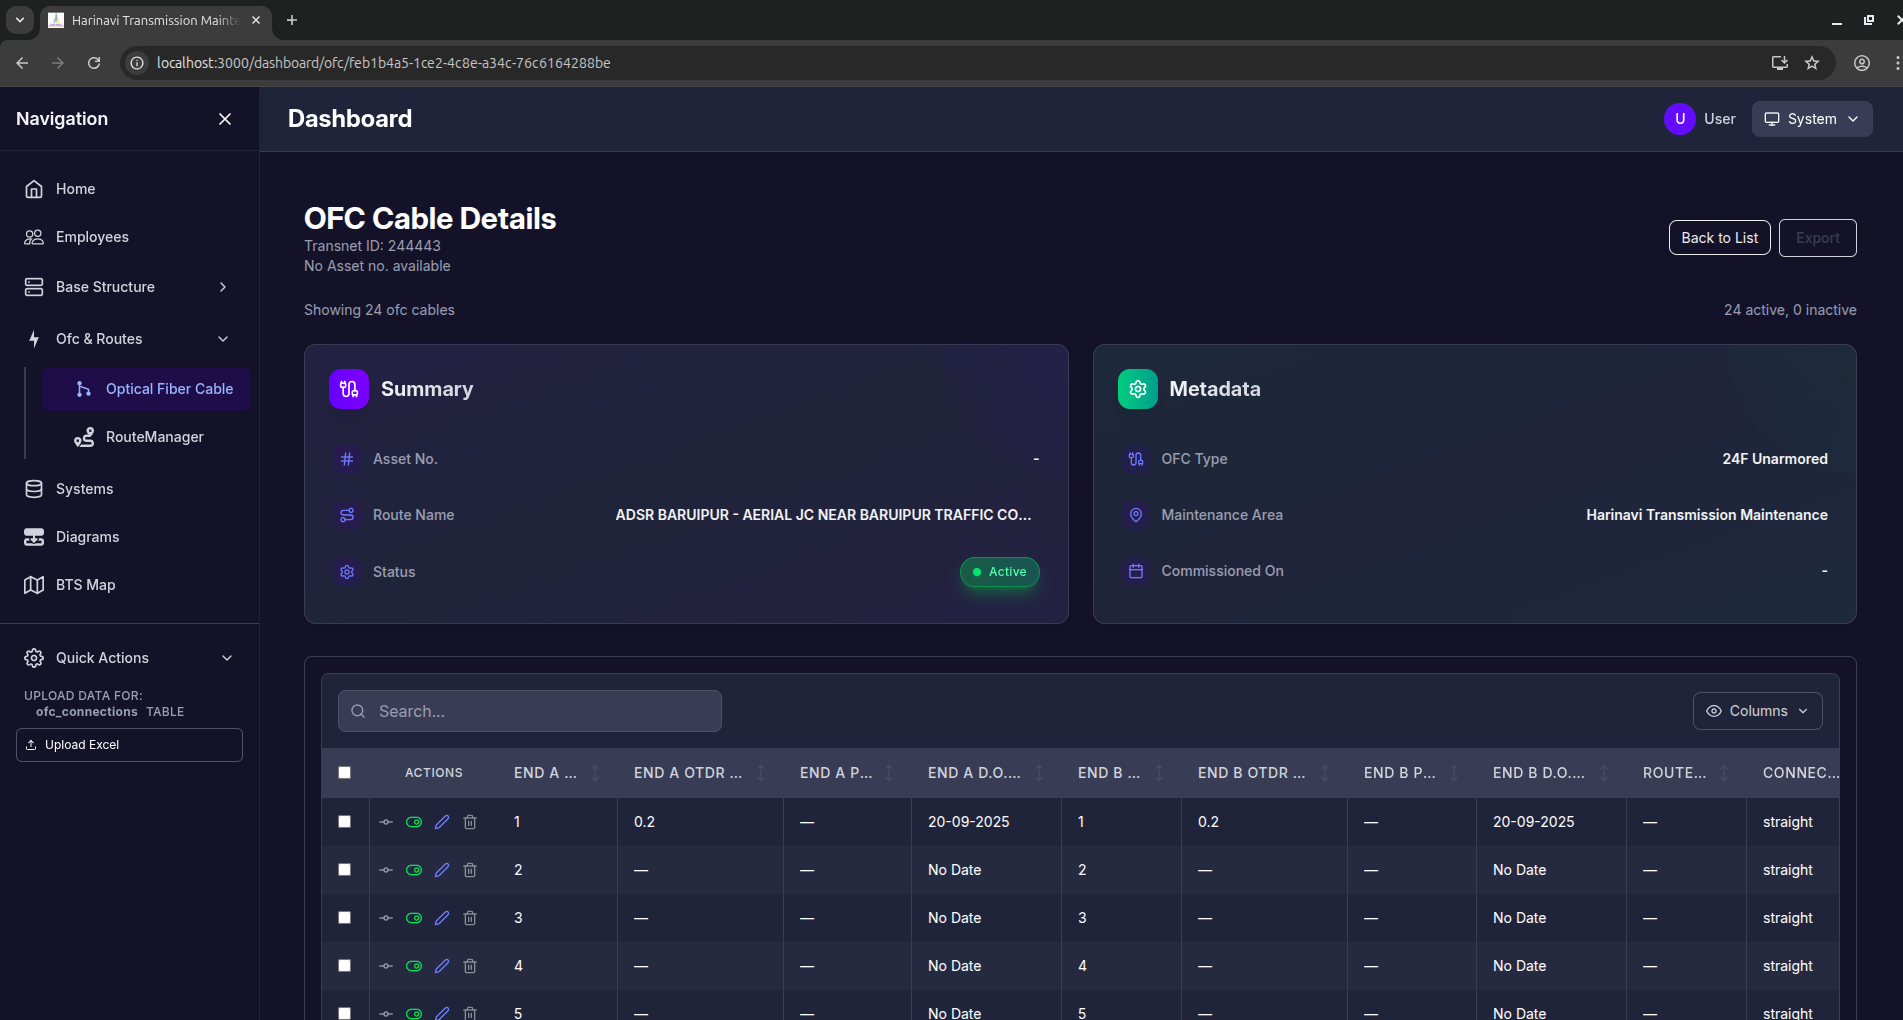 Harinavi Transmission Mainte
localhost:3000/dashboard/ofc/feb1b4a5-1ce2-4c8e-a34c-76c6164288be
Navigation
Dashboard
U User
System
Home
Employees
Base Structure
Ofc & Routes
Optical Fiber Cable
RouteManager
Systems
Diagrams
BTS Map
Quick Actions
UPLOAD DATA FOR:
ofc_connections TABLE
Upload Excel
OFC Cable Details
Transnet ID: 244443
No Asset no. available
Back to List
Export
Showing 24 ofc cables
24 active, 0 inactive
Summary
Asset No. -
Route Name ADSR BARUIPUR - AERIAL JC NEAR BARUIPUR TRAFFIC CO...
Status Active
Metadata
OFC Type 24F Unarmored
Maintenance Area Harinavi Transmission Maintenance
Commissioned On -
Search...
Columns
ACTIONS END A ... END A OTDR ... END A P... END A D.O.... END B ... END B OTDR ... END B P... END B D.O.... ROUTE... CONNEC...
1 0.2 — 20-09-2025 1 0.2 — 20-09-2025 — straight
2 — — No Date 2 — — No Date — straight
3 — — No Date 3 — — No Date — straight
4 — — No Date 4 — — No Date — straight
5 — — No Date 5 — — No Date — straight